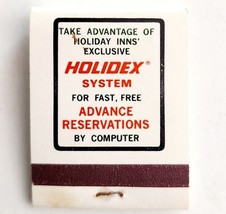 TAKE ADVANTAGE OF
'HOLIDAY INNS'
EXCLUSIVE
HOLIDEX®
SYSTEM
FOR FAST, FREE
ADVANCE
RESERVATIONS
BY COMPUTER